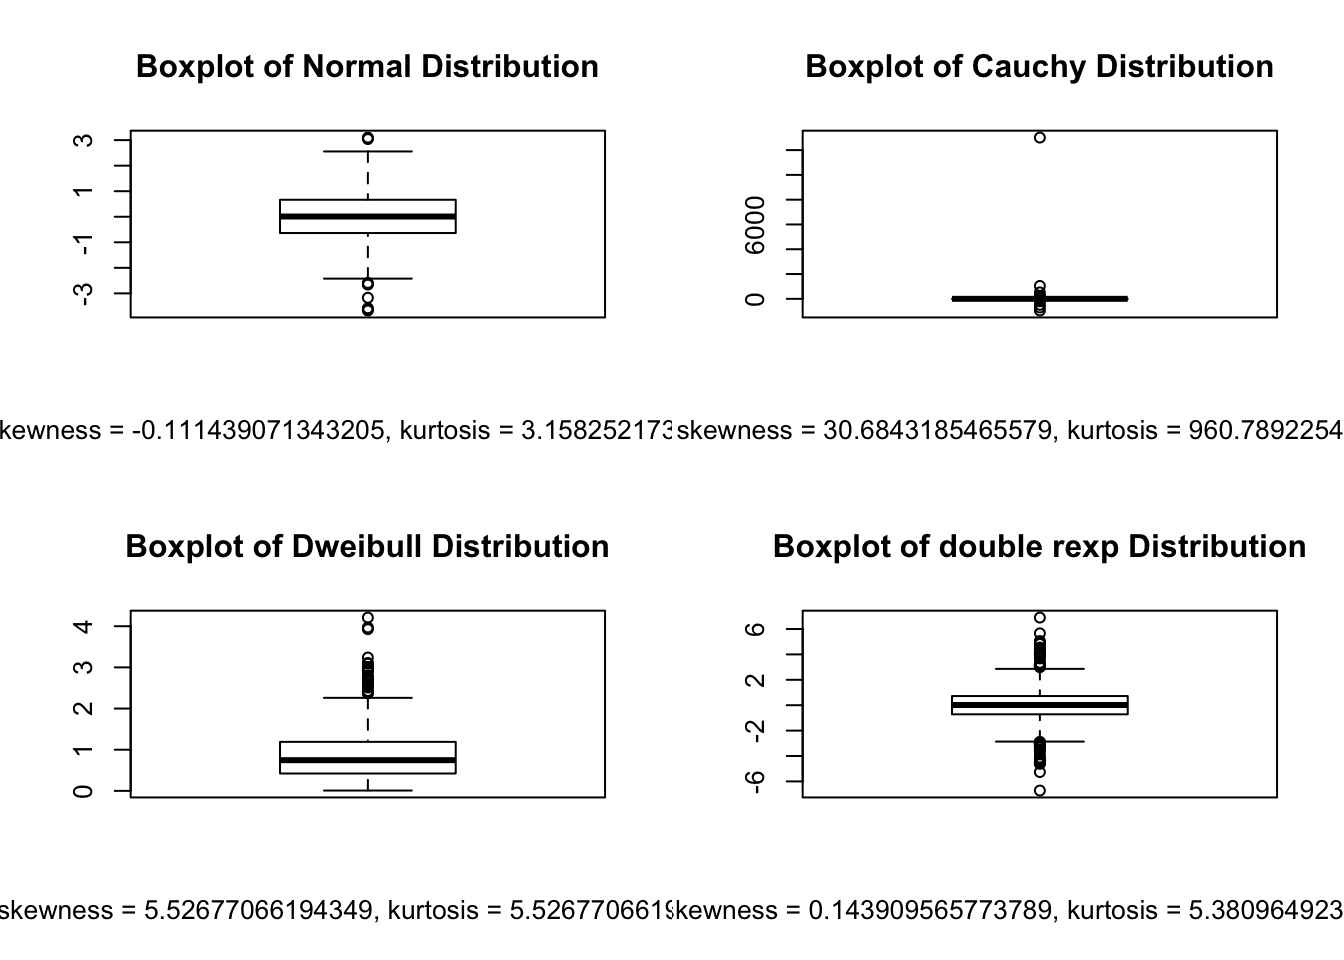 Boxplot of Normal Distribution
3
1
-1
-3
kewness = -0.111439071343205, kurtosis = 3.158252173
Boxplot of Cauchy Distribution
6000
0
skewness = 30.6843185465579, kurtosis = 960.7892254
Boxplot of Dweibull Distribution
4
3
2
1
0
skewness = 5.52677066194349, kurtosis = 5.5267706619
Boxplot of double rexp Distribution
6
2
-2
-6
kewness = 0.143909565773789, kurtosis = 5.380964923